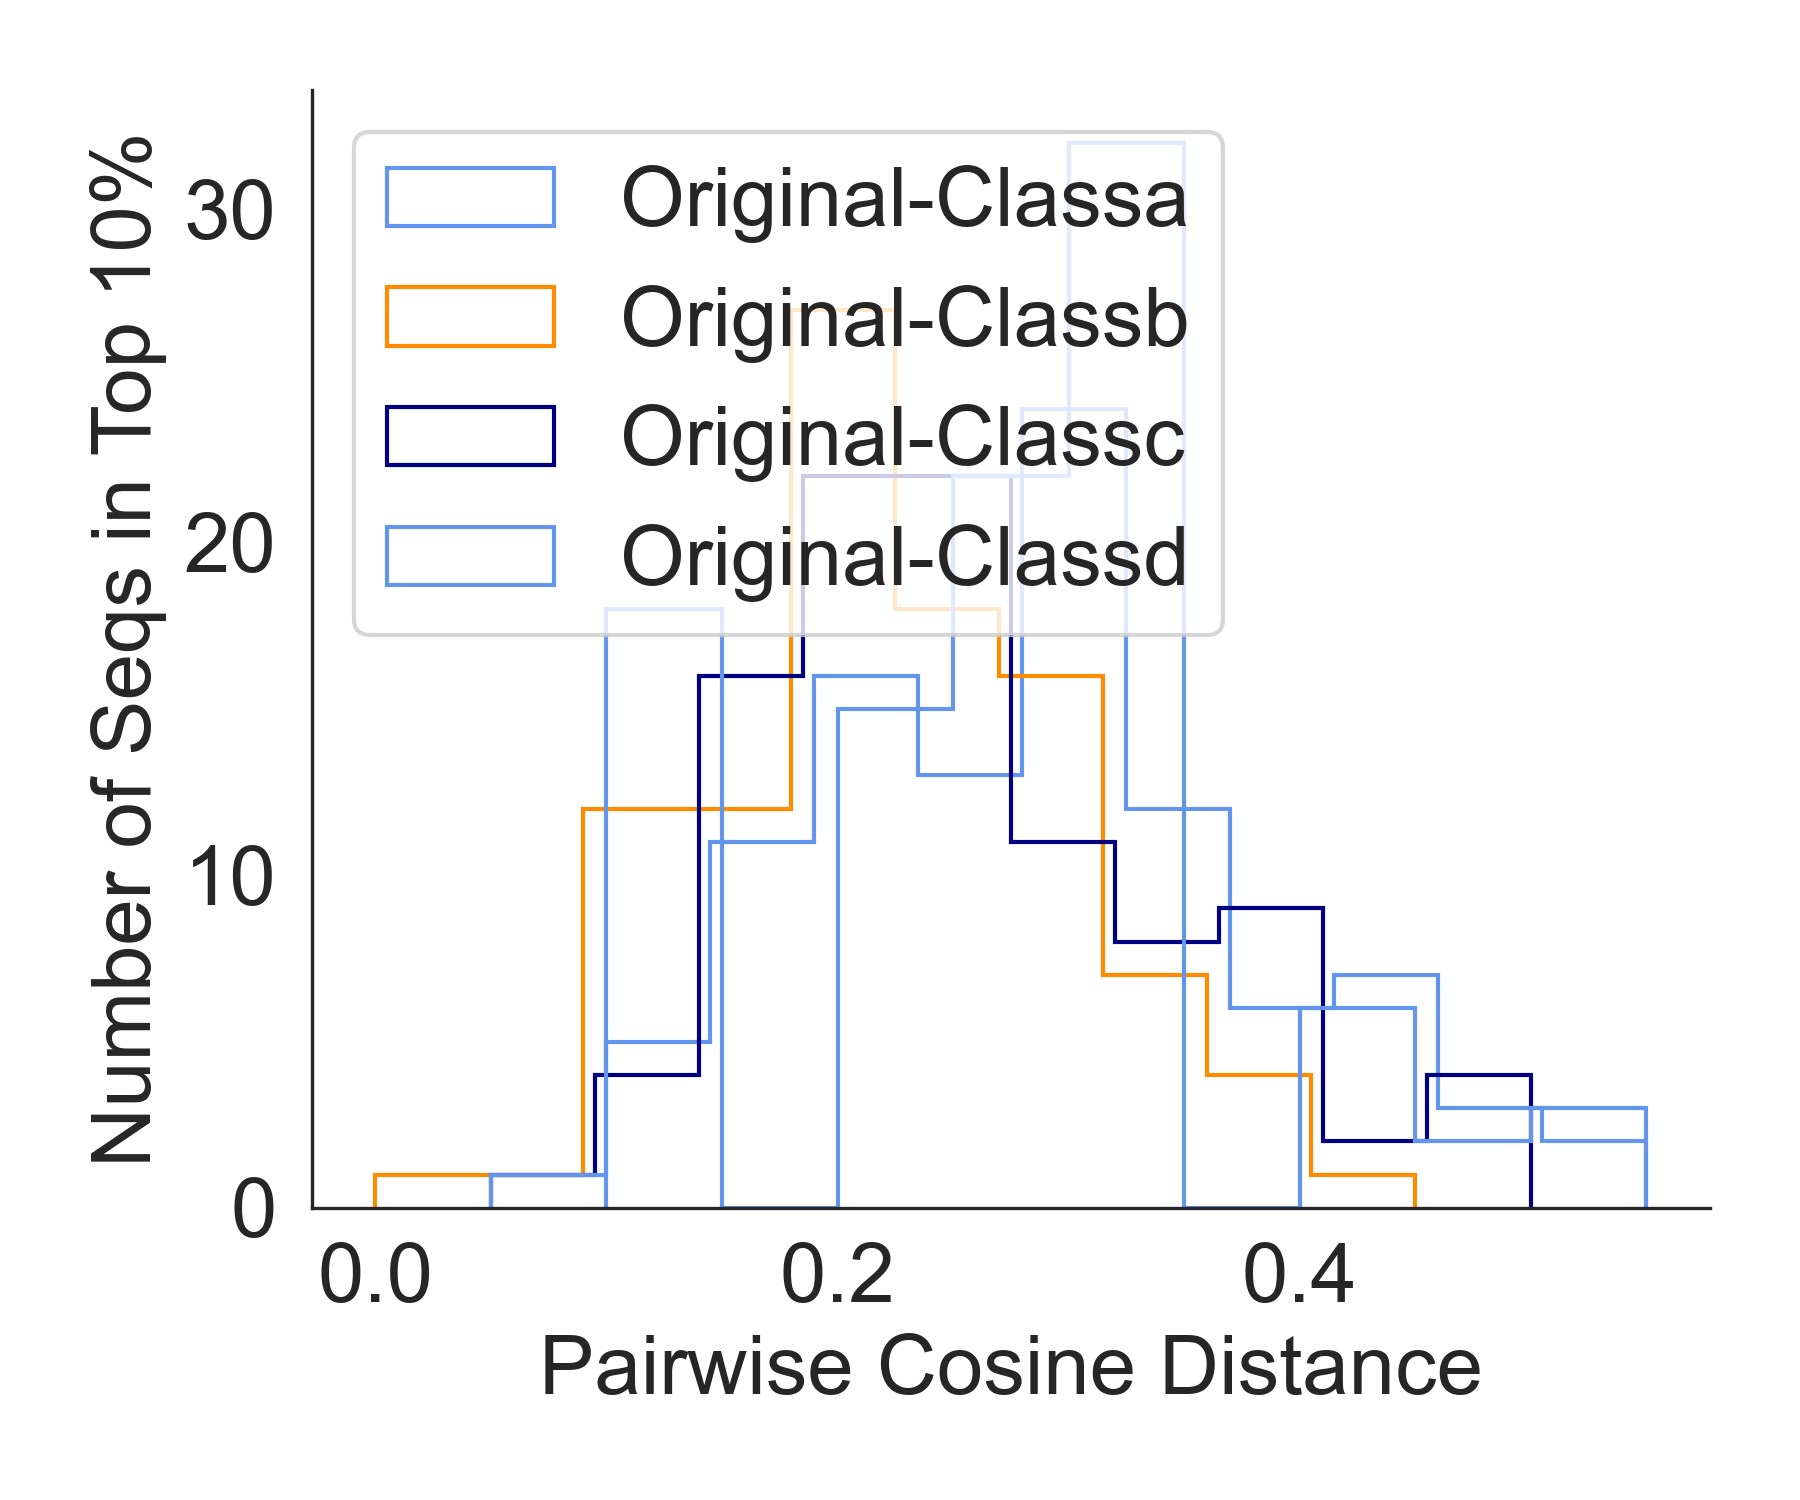 Number of Seqs in Top 10%
30
20
10
0
Original-Classa
Original-Classb
Original-Classc
Original-Classd
0.0 0.2 0.4
Pairwise Cosine Distance